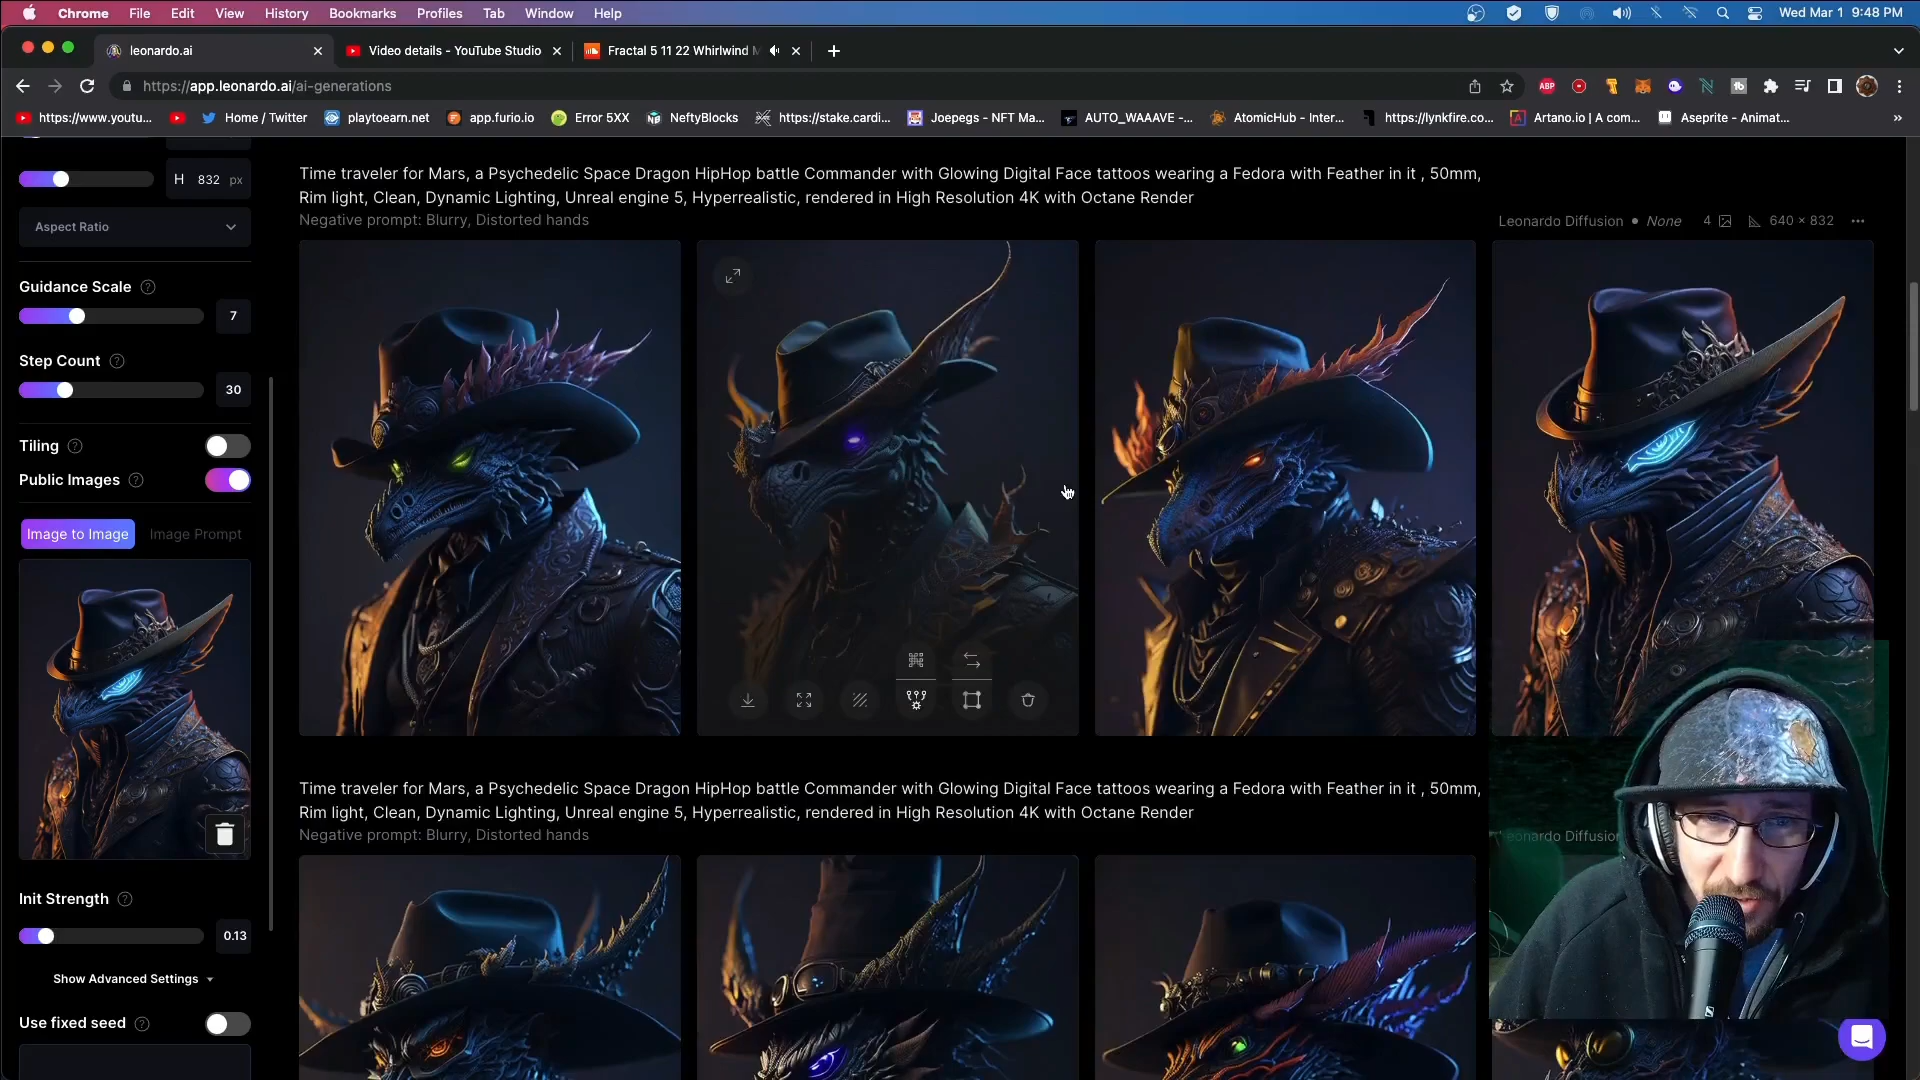 Chrome File Edit View History Bookmarks Profiles Tab Window Help Wed Mar 1 9:48 PM
leonardo.ai Video details - YouTube Studio Fractal 5 11 22 Whirlwind
https://app.leonardo.ai/ai-generations
ABP
https://www.youtu... Home / Twitter playtoearn.net app.furio.io Error 5XX NeftyBlocks https://stake.cardi... Joepegs - NFT Ma... AUTO_WAAAVE -... AtomicHub - Inter... https://lynkfire.co... Artano.io | A com... Aseprite - Animat... »
H 832 px
Aspect Ratio
Guidance Scale
7
Step Count
30
Tiling
Public Images
Image to Image Image Prompt
Init Strength
0.13
Show Advanced Settings
Use fixed seed
Time traveler for Mars, a Psychedelic Space Dragon HipHop battle Commander with Glowing Digital Face tattoos wearing a Fedora with Feather in it , 50mm,
Rim light, Clean, Dynamic Lighting, Unreal engine 5, Hyperrealistic, rendered in High Resolution 4K with Octane Render
Negative prompt: Blurry, Distorted hands
Leonardo Diffusion • None 4 640 × 832
Time traveler for Mars, a Psychedelic Space Dragon HipHop battle Commander with Glowing Digital Face tattoos wearing a Fedora with Feather in it , 50mm,
Rim light, Clean, Dynamic Lighting, Unreal engine 5, Hyperrealistic, rendered in High Resolution 4K with Octane Render
Negative prompt: Blurry, Distorted hands
Leonardo Diffusion